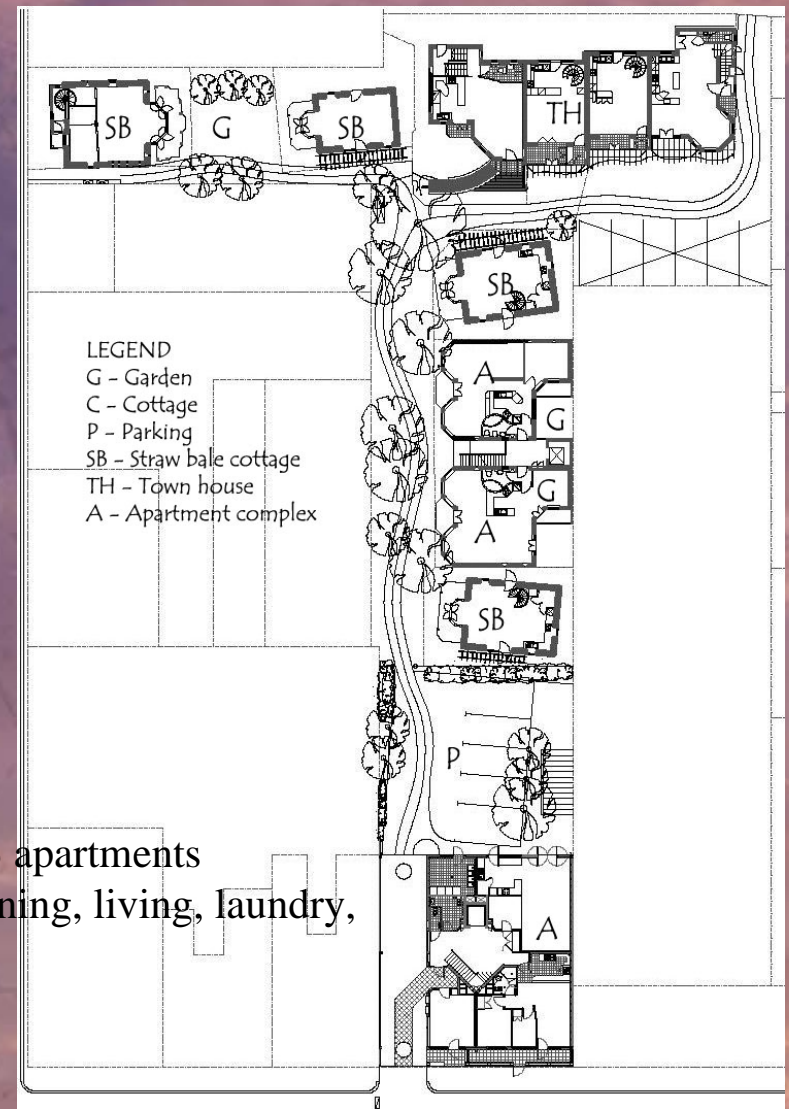 SB
G
SB
TH
SB
LEGEND
G - Garden
C - Cottage
P - Parking
SB - Straw bale cottage
TH - Town house
A - Apartment complex
A
G
G
A
SB
P
apartments
ning, living, laundry,
A